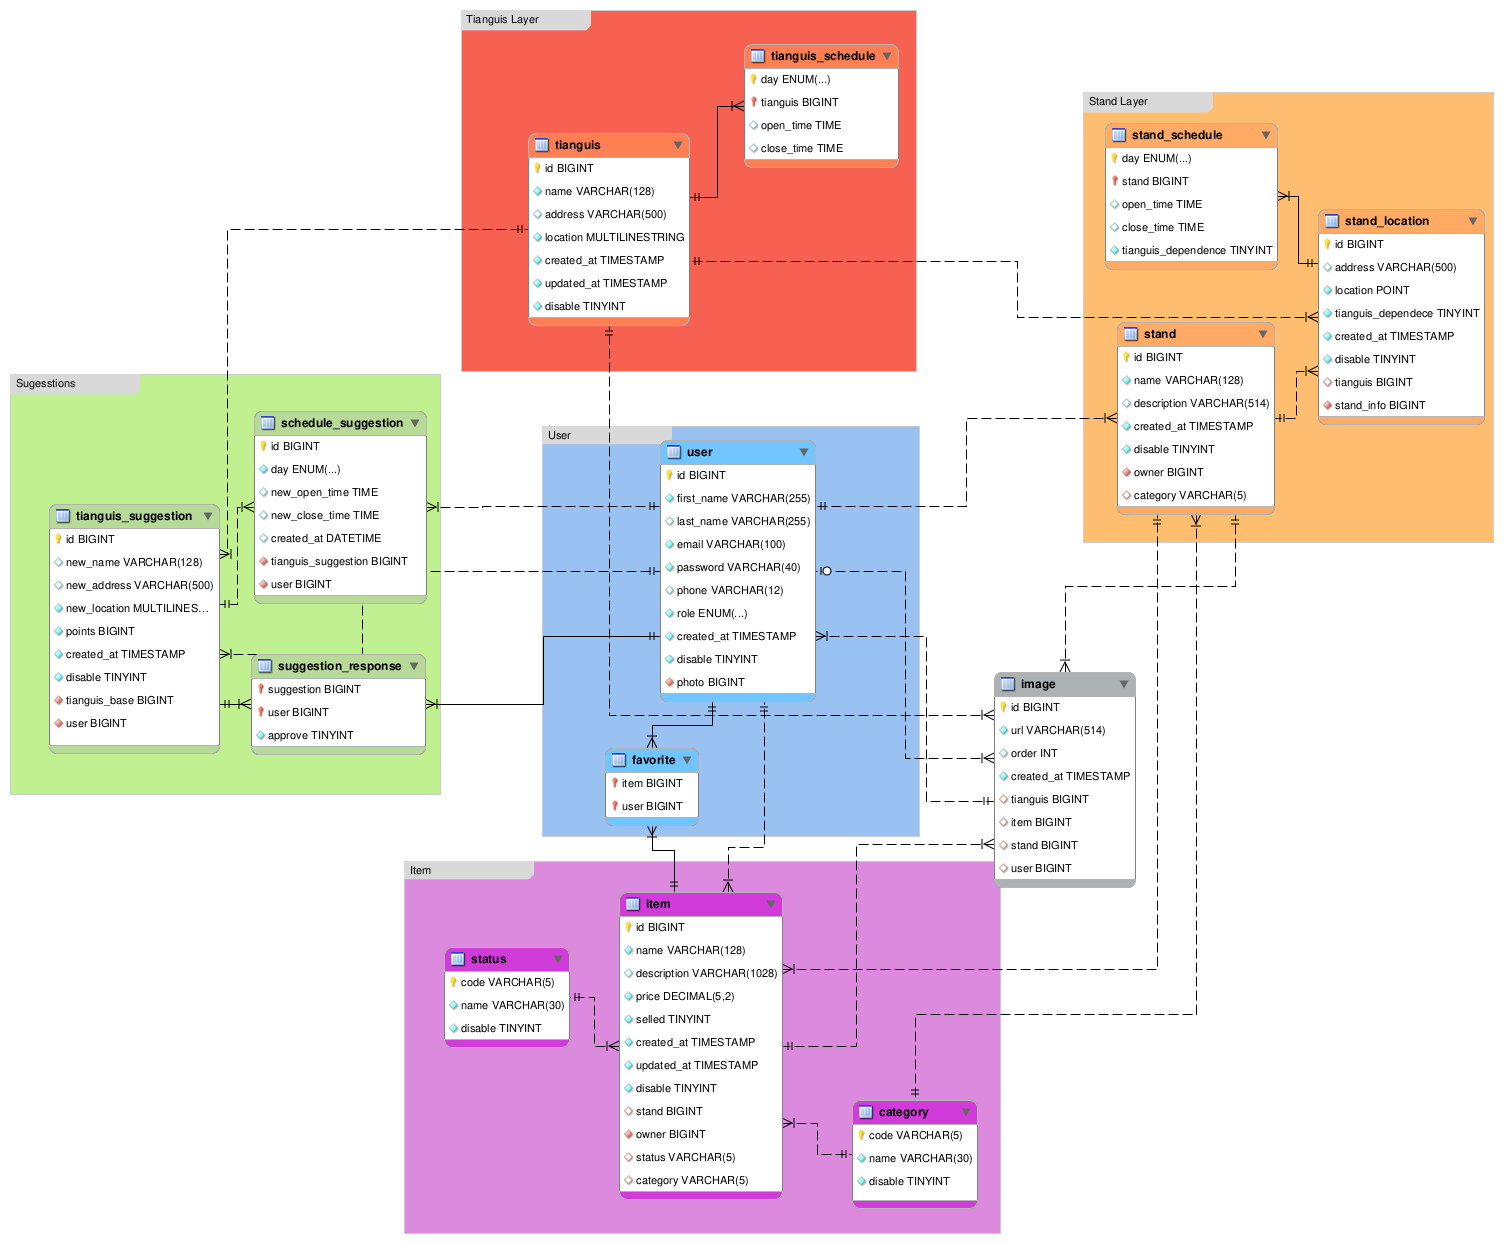 Tianguis Layer
tianguis_schedule
day ENUM(...)
tianguis BIGINT
open_time TIME
close_time TIME
tianguis
id BIGINT
name VARCHAR(128)
address VARCHAR(500)
location MULTILINESTRING
created_at TIMESTAMP
updated_at TIMESTAMP
disable TINYINT
Stand Layer
stand_schedule
day ENUM(...)
stand BIGINT
open_time TIME
close_time TIME
tianguis_dependence TINYINT
stand_location
id BIGINT
address VARCHAR(500)
location POINT
tianguis_dependece TINYINT
created_at TIMESTAMP
disable TINYINT
tianguis BIGINT
stand_info BIGINT
stand
id BIGINT
name VARCHAR(128)
description VARCHAR(514)
created_at TIMESTAMP
disable TINYINT
owner BIGINT
category VARCHAR(5)
Sugesstions
schedule_suggestion
id BIGINT
day ENUM(...)
new_open_time TIME
new_close_time TIME
created_at DATETIME
tianguis_suggestion BIGINT
user BIGINT
tianguis_suggestion
id BIGINT
new_name VARCHAR(128)
new_address VARCHAR(500)
new_location MULTILINES...
points BIGINT
created_at TIMESTAMP
disable TINYINT
tianguis_base BIGINT
user BIGINT
suggestion_response
suggestion BIGINT
user BIGINT
approve TINYINT
User
user
id BIGINT
first_name VARCHAR(255)
last_name VARCHAR(255)
email VARCHAR(100)
password VARCHAR(40)
phone VARCHAR(12)
role ENUM(...)
created_at TIMESTAMP
disable TINYINT
photo BIGINT
favorite
item BIGINT
user BIGINT
image
id BIGINT
url VARCHAR(514)
order INT
created_at TIMESTAMP
tianguis BIGINT
item BIGINT
stand BIGINT
user BIGINT
Item
item
id BIGINT
name VARCHAR(128)
description VARCHAR(1028)
price DECIMAL(5,2)
selled TINYINT
created_at TIMESTAMP
updated_at TIMESTAMP
disable TINYINT
stand BIGINT
owner BIGINT
status VARCHAR(5)
category VARCHAR(5)
status
code VARCHAR(5)
name VARCHAR(30)
disable TINYINT
category
code VARCHAR(5)
name VARCHAR(30)
disable TINYINT